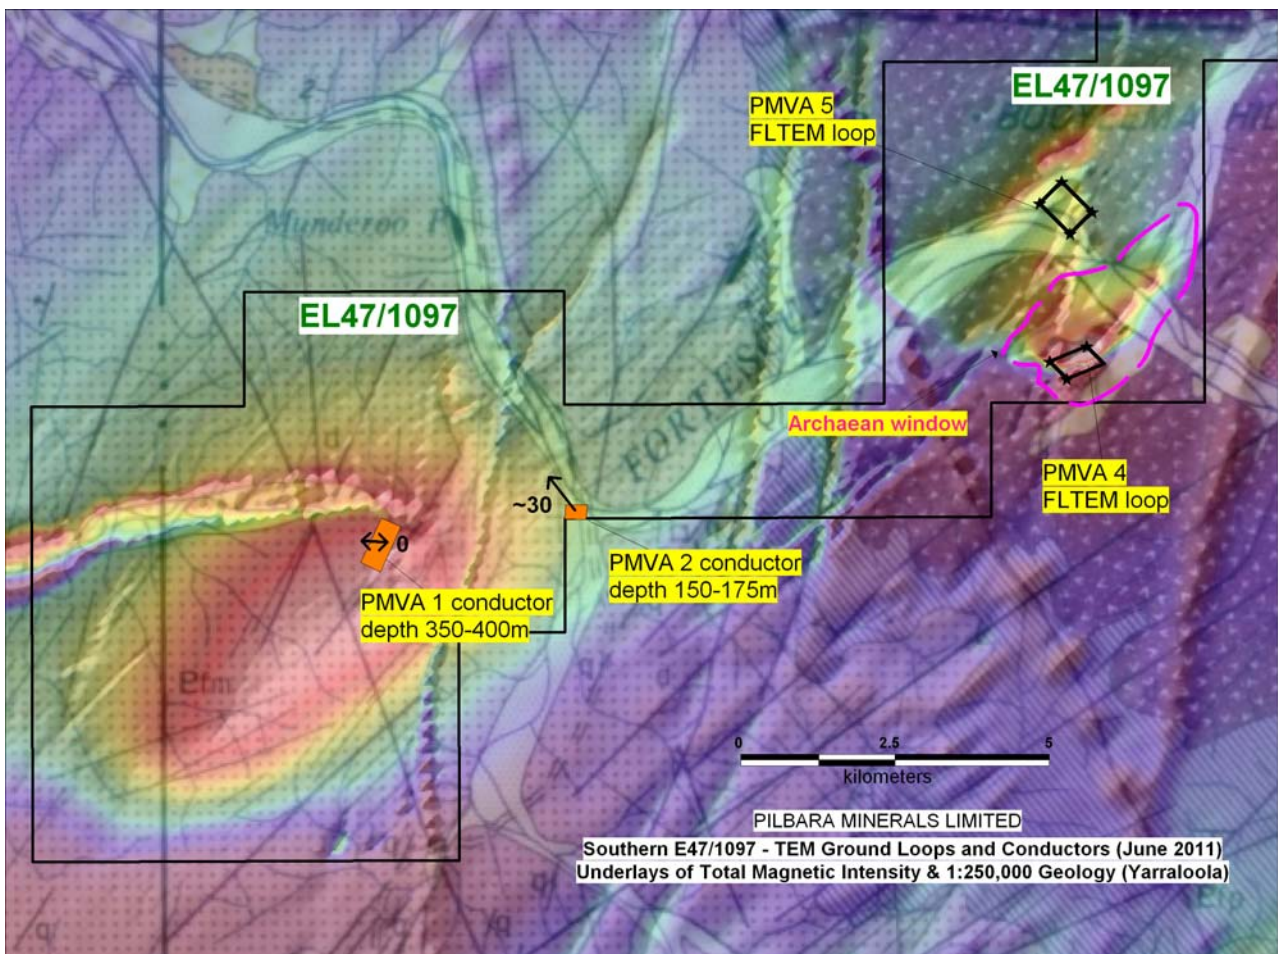 EL47/1097
PMVA 5
FLTEM loop
Munderoo P
EL47/1097
FORTESC
Archaean window
PMVA 4
FLTEM loop
~30
0
PMVA 2 conductor
depth 150-175m
PMVA 1 conductor
depth 350-400m
0 2.5 5
kilometers
PILBARA MINERALS LIMITED
Southern E47/1097 - TEM Ground Loops and Conductors (June 2011)
Underlays of Total Magnetic Intensity & 1:250,000 Geology (Yarraloola)